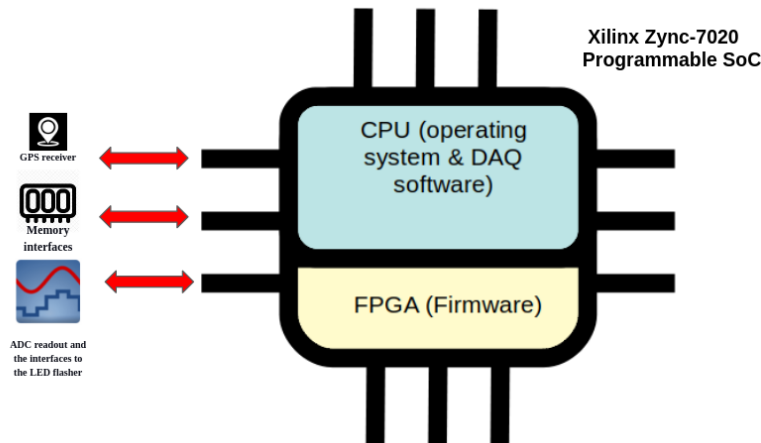 Xilinx Zync-7020
Programmable SoC
CPU (operating
system & DAQ
software)
GPS receiver
Memory
interfaces
FPGA (Firmware)
ADC readout and
the interfaces to
the LED flasher